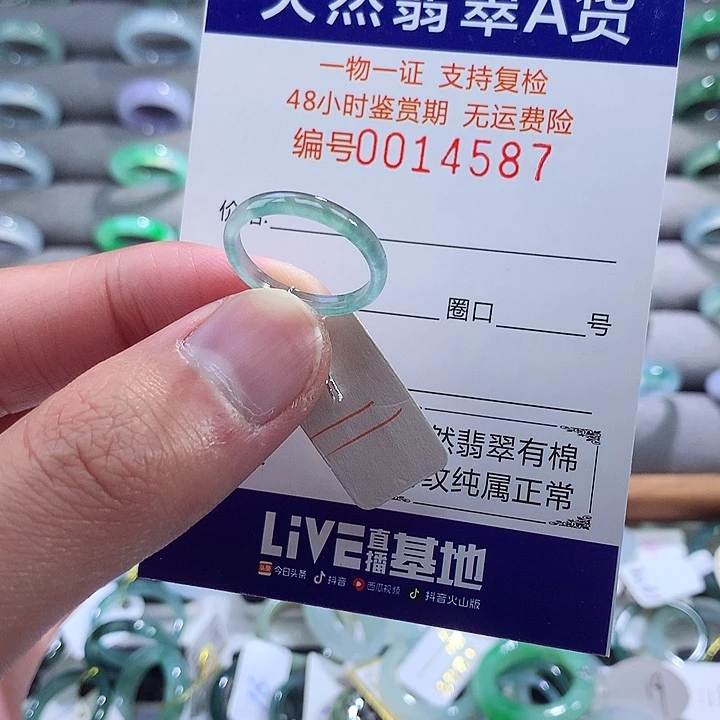 天然翡翠A货
一物一证 支持复检
48小时鉴赏期 无运费险
编号0014587
价
圈口 号
然翡翠有棉
纹纯属正常
LiVE直播基地
头条 今日头条 抖音 西瓜视频 抖音火山版